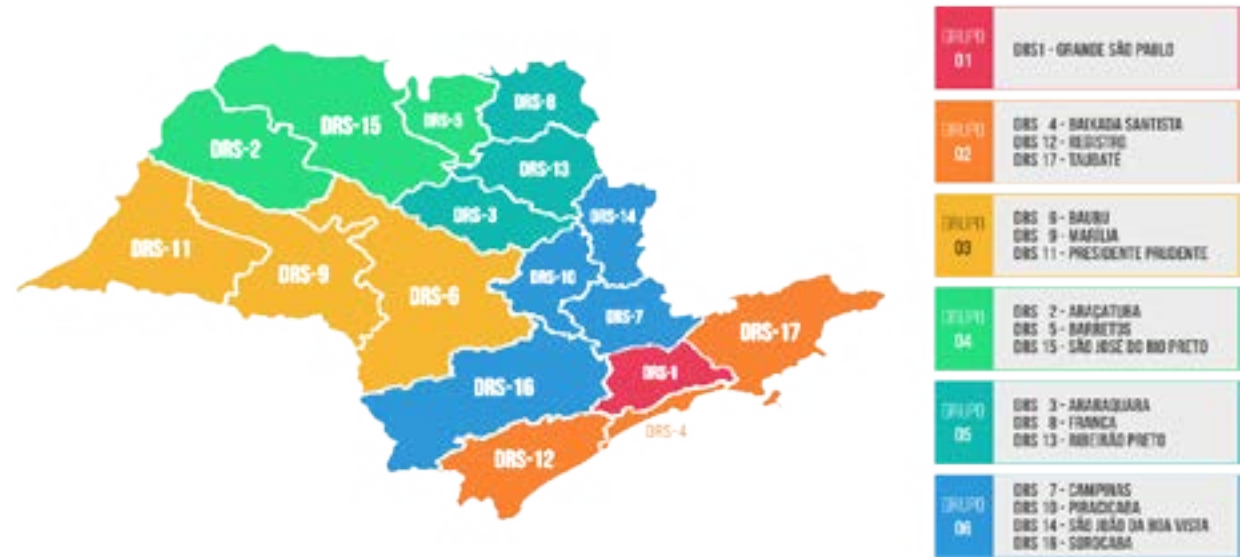 DRS-8
DRS-15
DRS-5
DRS-2
DRS-13
DRS-3
DRS-14
DRS-11
DRS-9
DRS-10
DRS-6
DRS-7
DRS-17
DRS-1
DRS-16
DRS-4
DRS-12
GRUPO
01
DRS1 - GRANDE SÃO PABLO
GRUPO
02
DRS 4 - BAIXADA SANTISTA
DRS 12 - REGISTRO
DRS 17 - TAUBATÉ
GRUPO
03
DRS 6 - BAURU
DRS 9 - MARÍLIA
DRS 11 - PRESIDENTE PRUDENTE
GRUPO
04
DRS 2 - ARAÇATUBA
DRS 5 - BARRETOS
DRS 15 - SÃO JOSÉ DO RIO PRETO
GRUPO
05
DRS 3 - ARARAQUARA
DRS 8 - FRANCA
DRS 13 - RIBEIRÃO PRETO
GRUPO
06
DRS 7 - CAMPINAS
DRS 10 - PIRACICABA
DRS 14 - SÃO JOÃO DA BOA VISTA
DRS 16 - SOROCABA